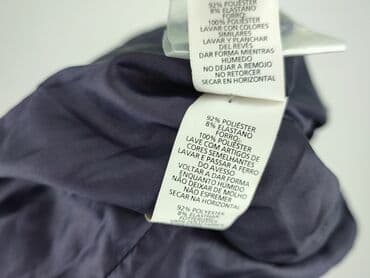 92% POLIÉSTER
8% ELASTANO
FORRO:
100% POLIÉSTER
LAVAR CON COLORES
SIMILARES
LAVAR Y PLANCHAR
DEL REVÉS
DAR FORMA MIENTRAS
HÚMEDO
NO DEJAR A REMOJO
NO RETORCER
SECAR EN HORIZONTAL
92% POLIÉSTER
8% ELASTANO
FORRO:
100% POLIÉSTER
LAVE COM ARTIGOS DE
CORES SEMELHANTES
LAVAR E PASSAR A FERRO
DO AVESSO
VOLTAR A DAR FORMA
ENQUANTO HÚMIDO
NÃO DEIXAR DE MOLHO
NÃO ESPREMER
SECAR NA HORIZONTAL
92% POLYESTER
8% ELASTHAN